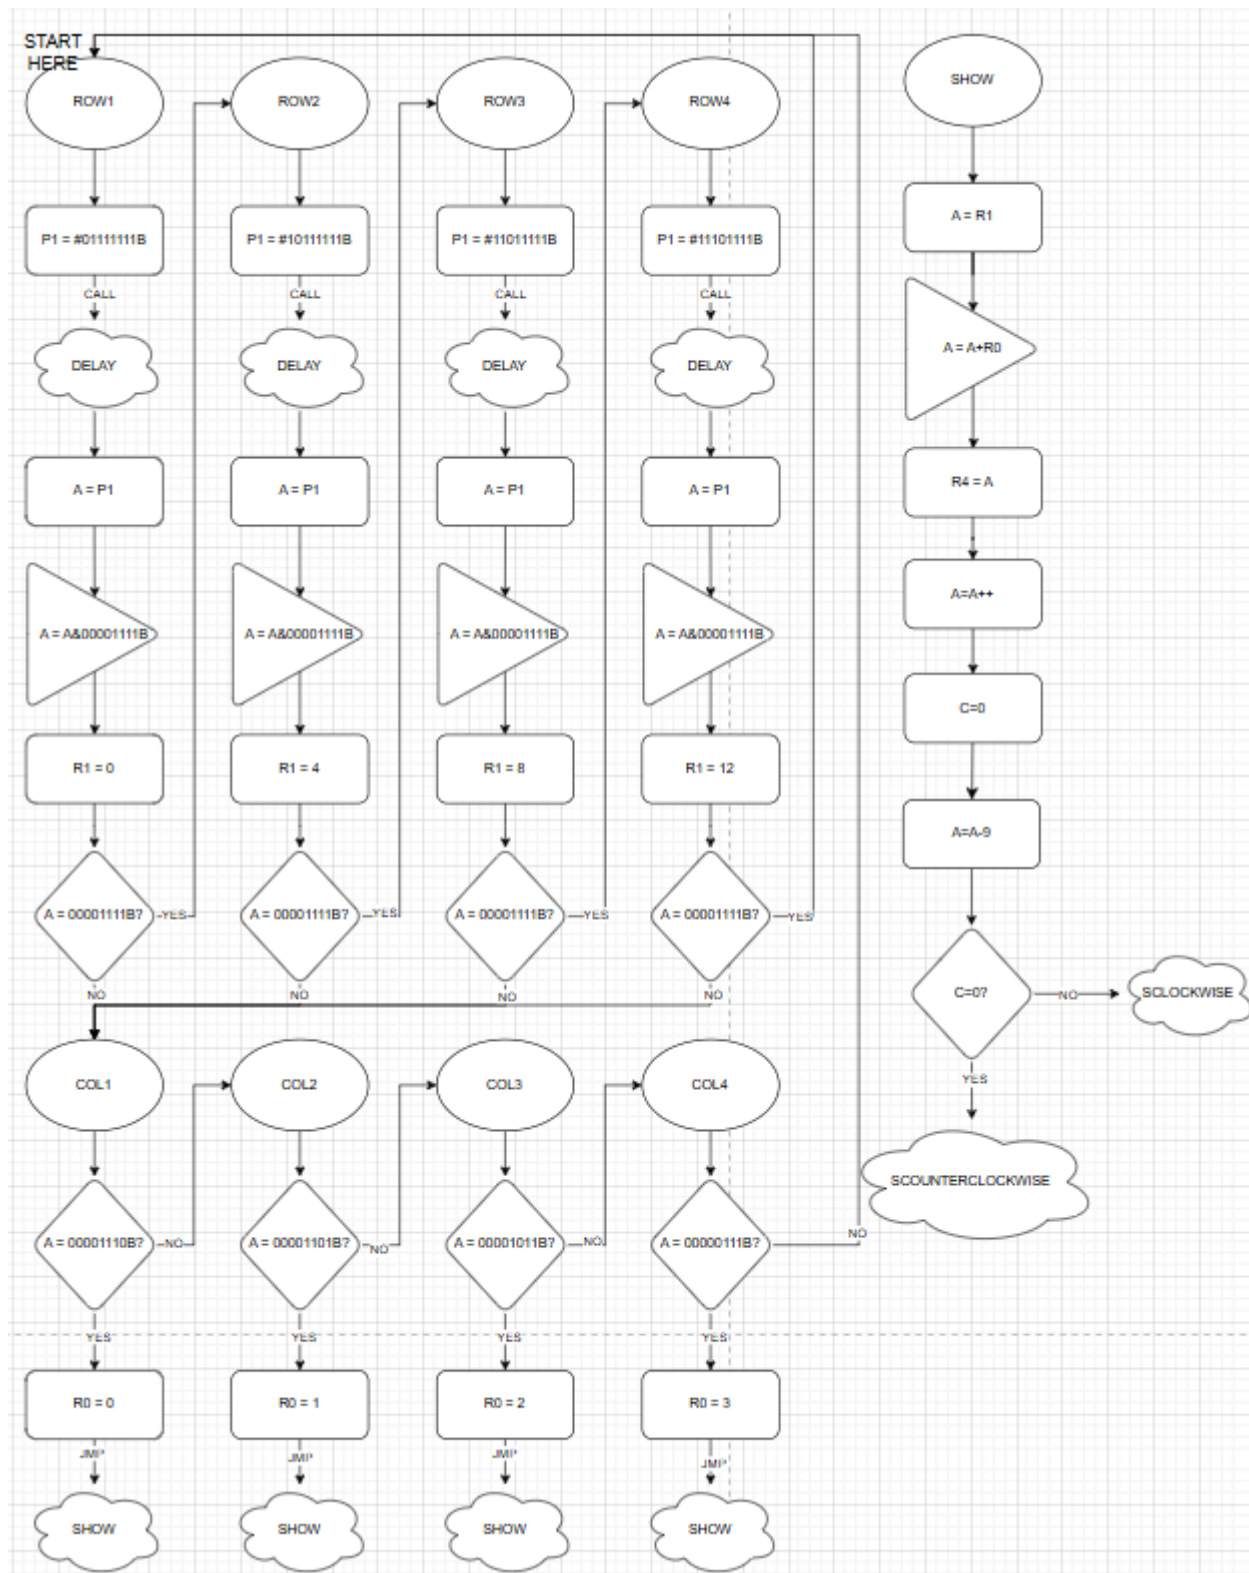 START
HERE
ROW1
ROW2
ROW3
ROW4
SHOW
P1 = #01111111B
P1 = #10111111B
P1 = #11011111B
P1 = #11101111B
A = R1
CALL
CALL
CALL
CALL
DELAY
DELAY
DELAY
DELAY
A = A+R0
A = P1
A = P1
A = P1
A = P1
R4 = A
A=A++
A = A&00001111B
A = A&00001111B
A = A&00001111B
A = A&00001111B
C=0
R1 = 0
R1 = 4
R1 = 8
R1 = 12
A=A-9
A = 00001111B?
YES
A = 00001111B?
YES
A = 00001111B?
YES
A = 00001111B?
YES
NO
NO
NO
NO
C=0?
NO
SCLOCKWISE
YES
SCOUNTERCLOCKWISE
COL1
COL2
COL3
COL4
A = 00001110B?
NO
A = 00001101B?
NO
A = 00001011B?
NO
A = 00000111B?
NO
YES
YES
YES
YES
R0 = 0
R0 = 1
R0 = 2
R0 = 3
JMP
JMP
JMP
JMP
SHOW
SHOW
SHOW
SHOW